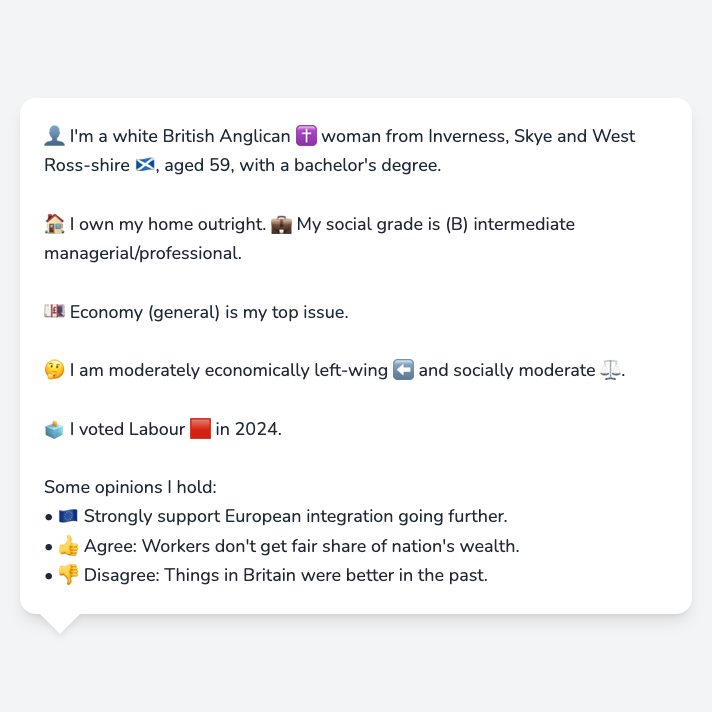 👤 I'm a white British Anglican ✝️ woman from Inverness, Skye and West
Ross-shire 🏴󠁧󠁢󠁳󠁣󠁴󠁿, aged 59, with a bachelor's degree.
🏠 I own my home outright. 💼 My social grade is (B) intermediate
managerial/professional.
💷 Economy (general) is my top issue.
🤔 I am moderately economically left-wing ⬅️ and socially moderate ⚖️.
🗳️ I voted Labour 🟥 in 2024.
Some opinions I hold:
• 🇪🇺 Strongly support European integration going further.
• 👍 Agree: Workers don't get fair share of nation's wealth.
• 👎 Disagree: Things in Britain were better in the past.